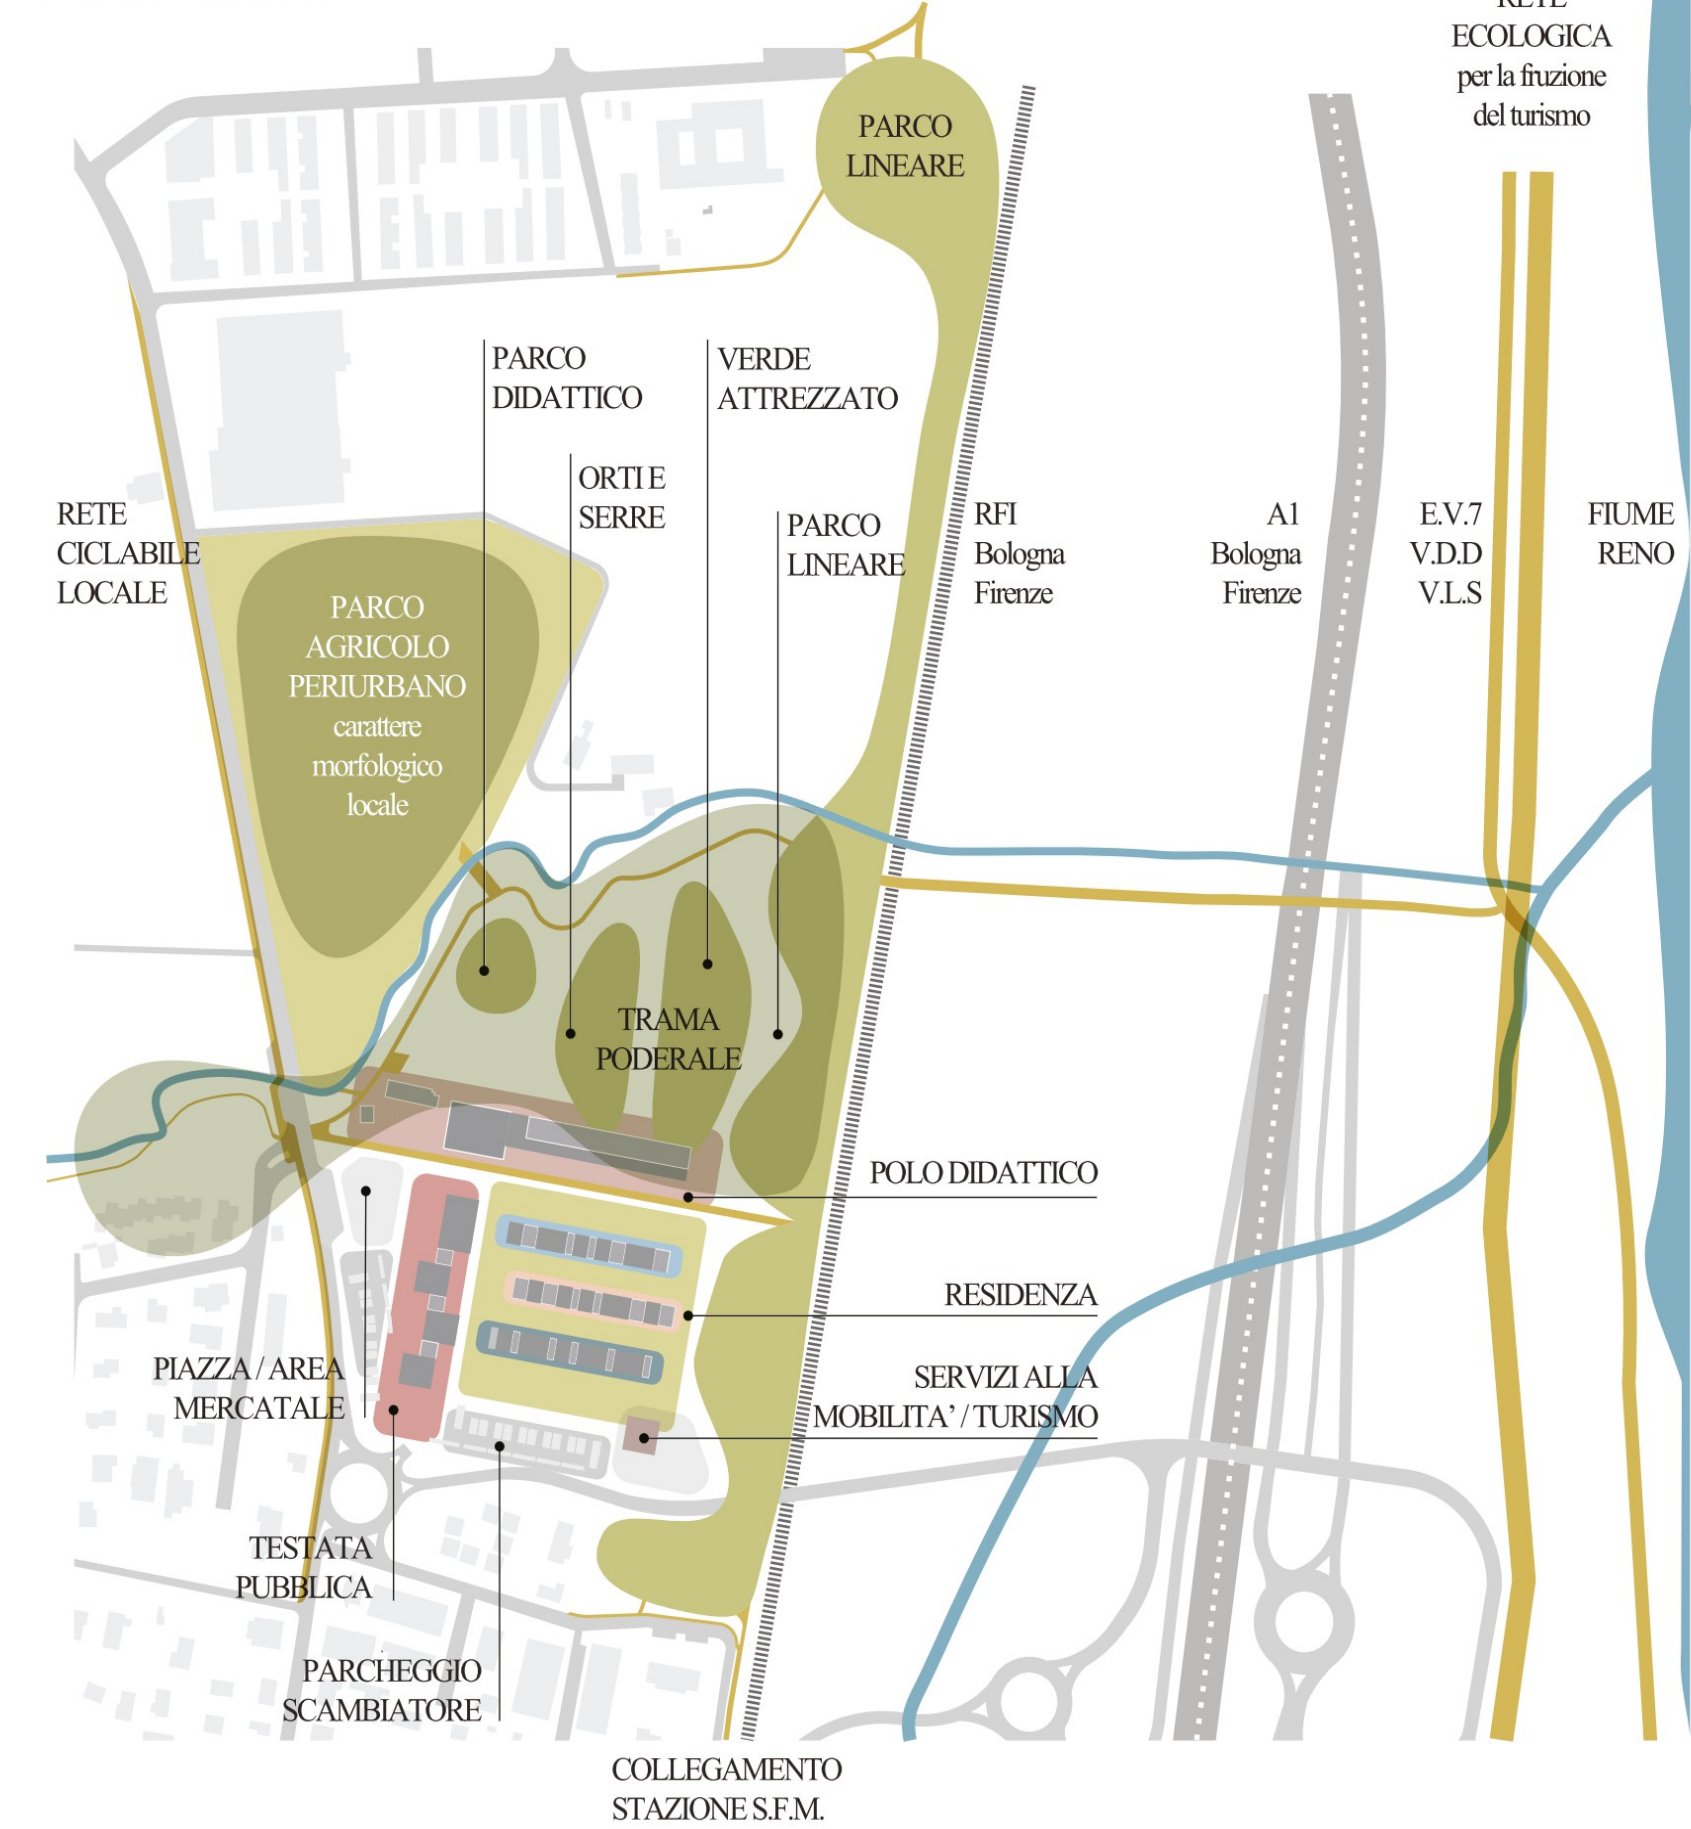 RETE
ECOLOGICA
per la fruzione
del turismo
PARCO
LINEARE
PARCO
DIDATTICO
VERDE
ATTREZZATO
ORTI E
SERRE
PARCO
LINEARE
RETE
CICLABILE
LOCALE
RFI
Bologna
Firenze
A1
Bologna
Firenze
E.V.7
V.D.D
V.L.S
FIUME
RENO
PARCO
AGRICOLO
PERIURBANO
carattere
morfologico
locale
TRAMA
PODERALE
POLO DIDATTICO
RESIDENZA
SERVIZI ALLA
MOBILITA’ / TURISMO
PIAZZA / AREA
MERCATALE
TESTATA
PUBBLICA
PARCHEGGIO
SCAMBIATORE
COLLEGAMENTO
STAZIONE S.F.M.